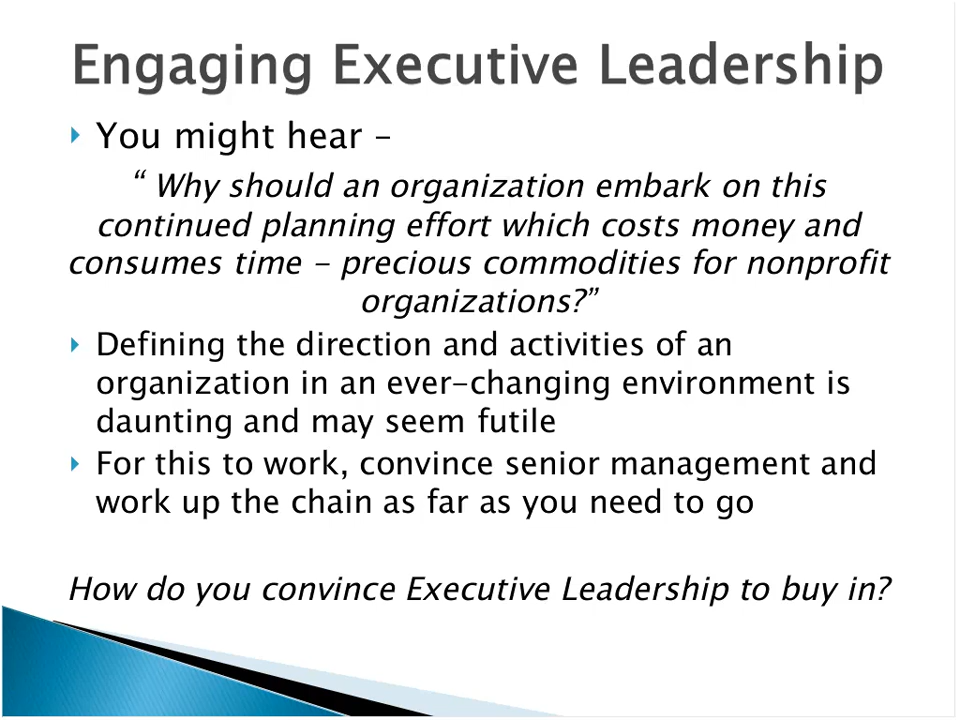 Engaging Executive Leadership
You might hear –
“ Why should an organization embark on this
continued planning effort which costs money and
consumes time – precious commodities for nonprofit
organizations?”
Defining the direction and activities of an
organization in an ever-changing environment is
daunting and may seem futile
For this to work, convince senior management and
work up the chain as far as you need to go
How do you convince Executive Leadership to buy in?